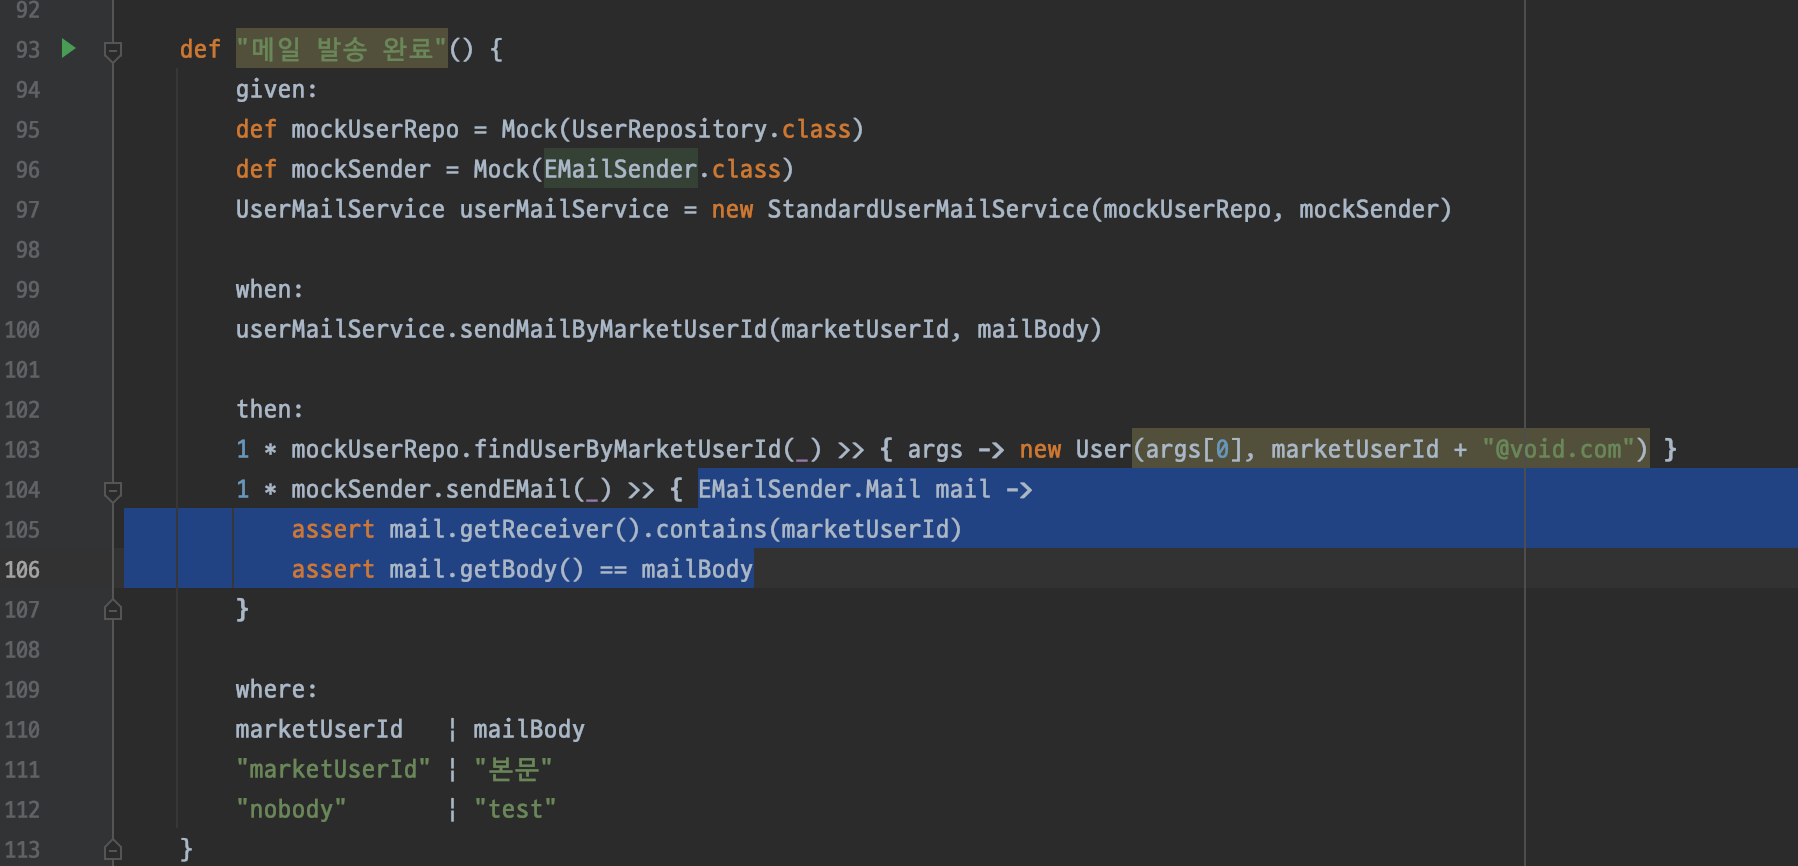 92
93 def "메일 발송 완료"() {
94 given:
95 def mockUserRepo = Mock(UserRepository.class)
96 def mockSender = Mock(EMailSender.class)
97 UserMailService userMailService = new StandardUserMailService(mockUserRepo, mockSender)
98
99 when:
100 userMailService.sendMailByMarketUserId(marketUserId, mailBody)
101
102 then:
103 1 * mockUserRepo.findUserByMarketUserId(_) >> { args -> new User(args[0], marketUserId + "@void.com") }
104 1 * mockSender.sendEMail(_) >> { EMailSender.Mail mail ->
105 assert mail.getReceiver().contains(marketUserId)
106 assert mail.getBody() == mailBody
107 }
108
109 where:
110 marketUserId | mailBody
111 "marketUserId" | "본문"
112 "nobody" | "test"
113 }